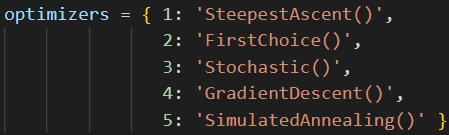 optimizers = { 1: 'SteepestAscent()',
2: 'FirstChoice()',
3: 'Stochastic()',
4: 'GradientDescent()',
5: 'SimulatedAnnealing()' }